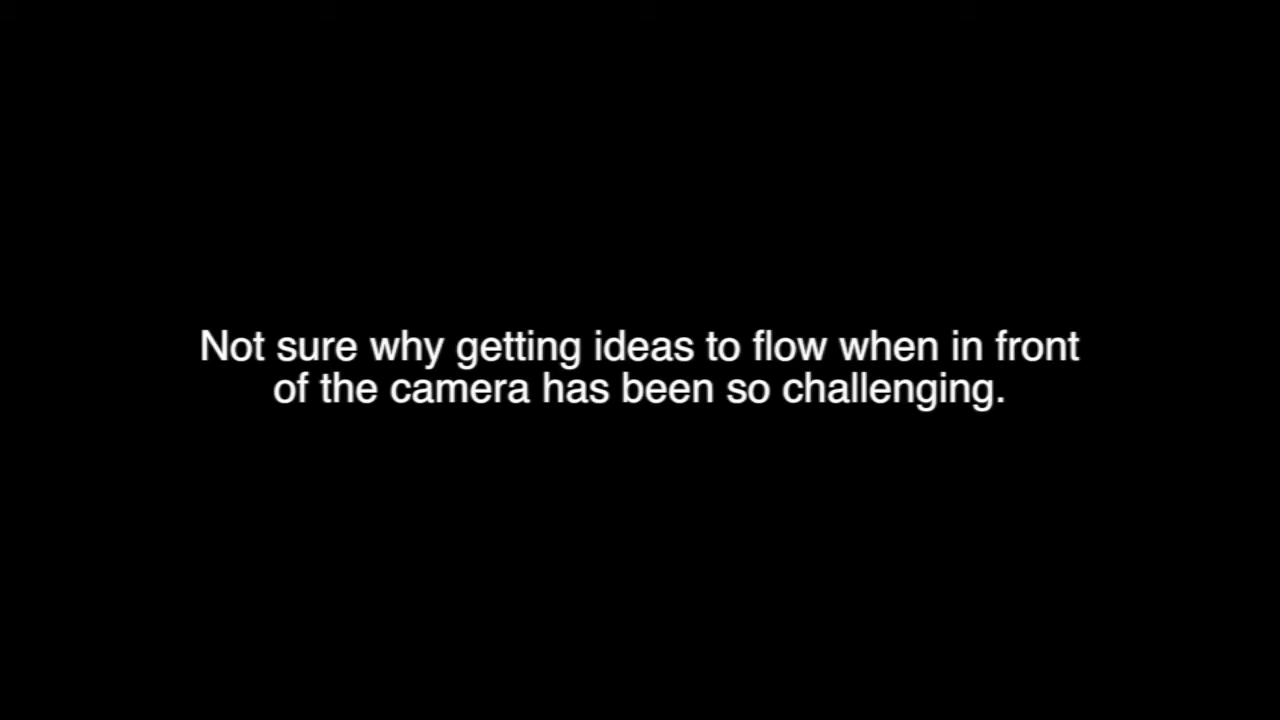 Not sure why getting ideas to flow when in front
of the camera has been so challenging.